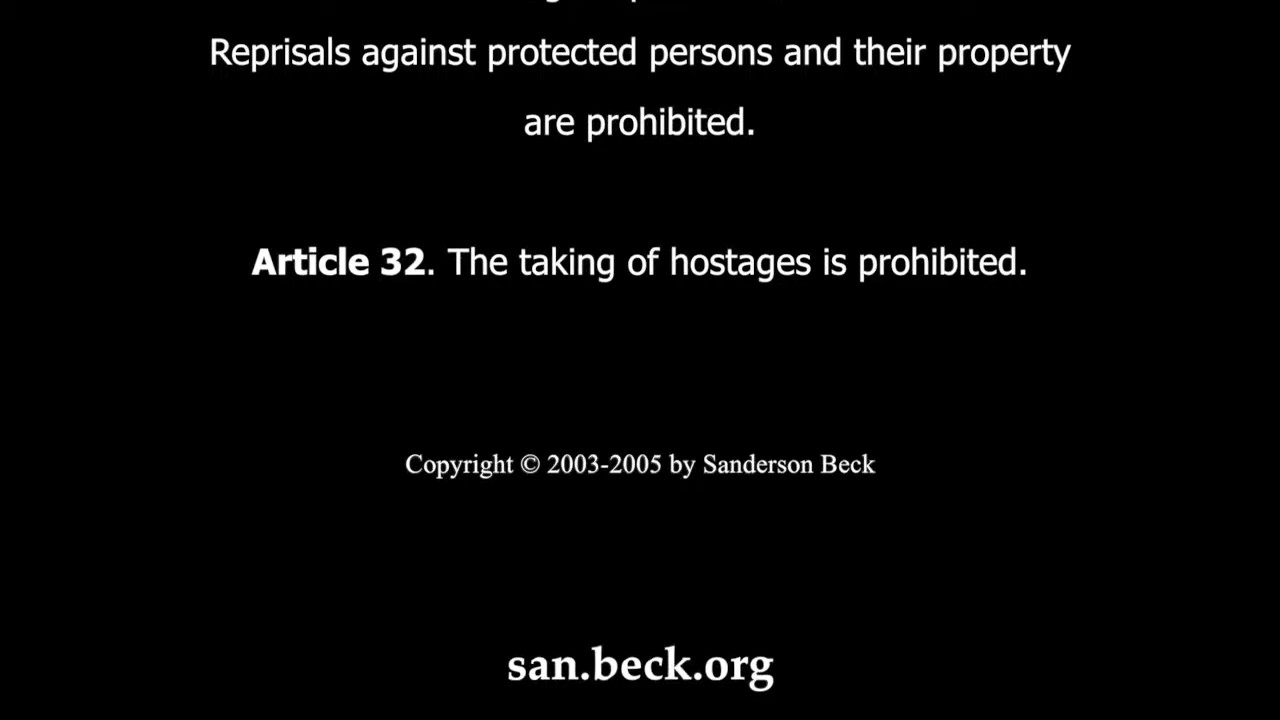 Reprisals against protected persons and their property
are prohibited.
Article 32. The taking of hostages is prohibited.
Copyright © 2003-2005 by Sanderson Beck
san.beck.org